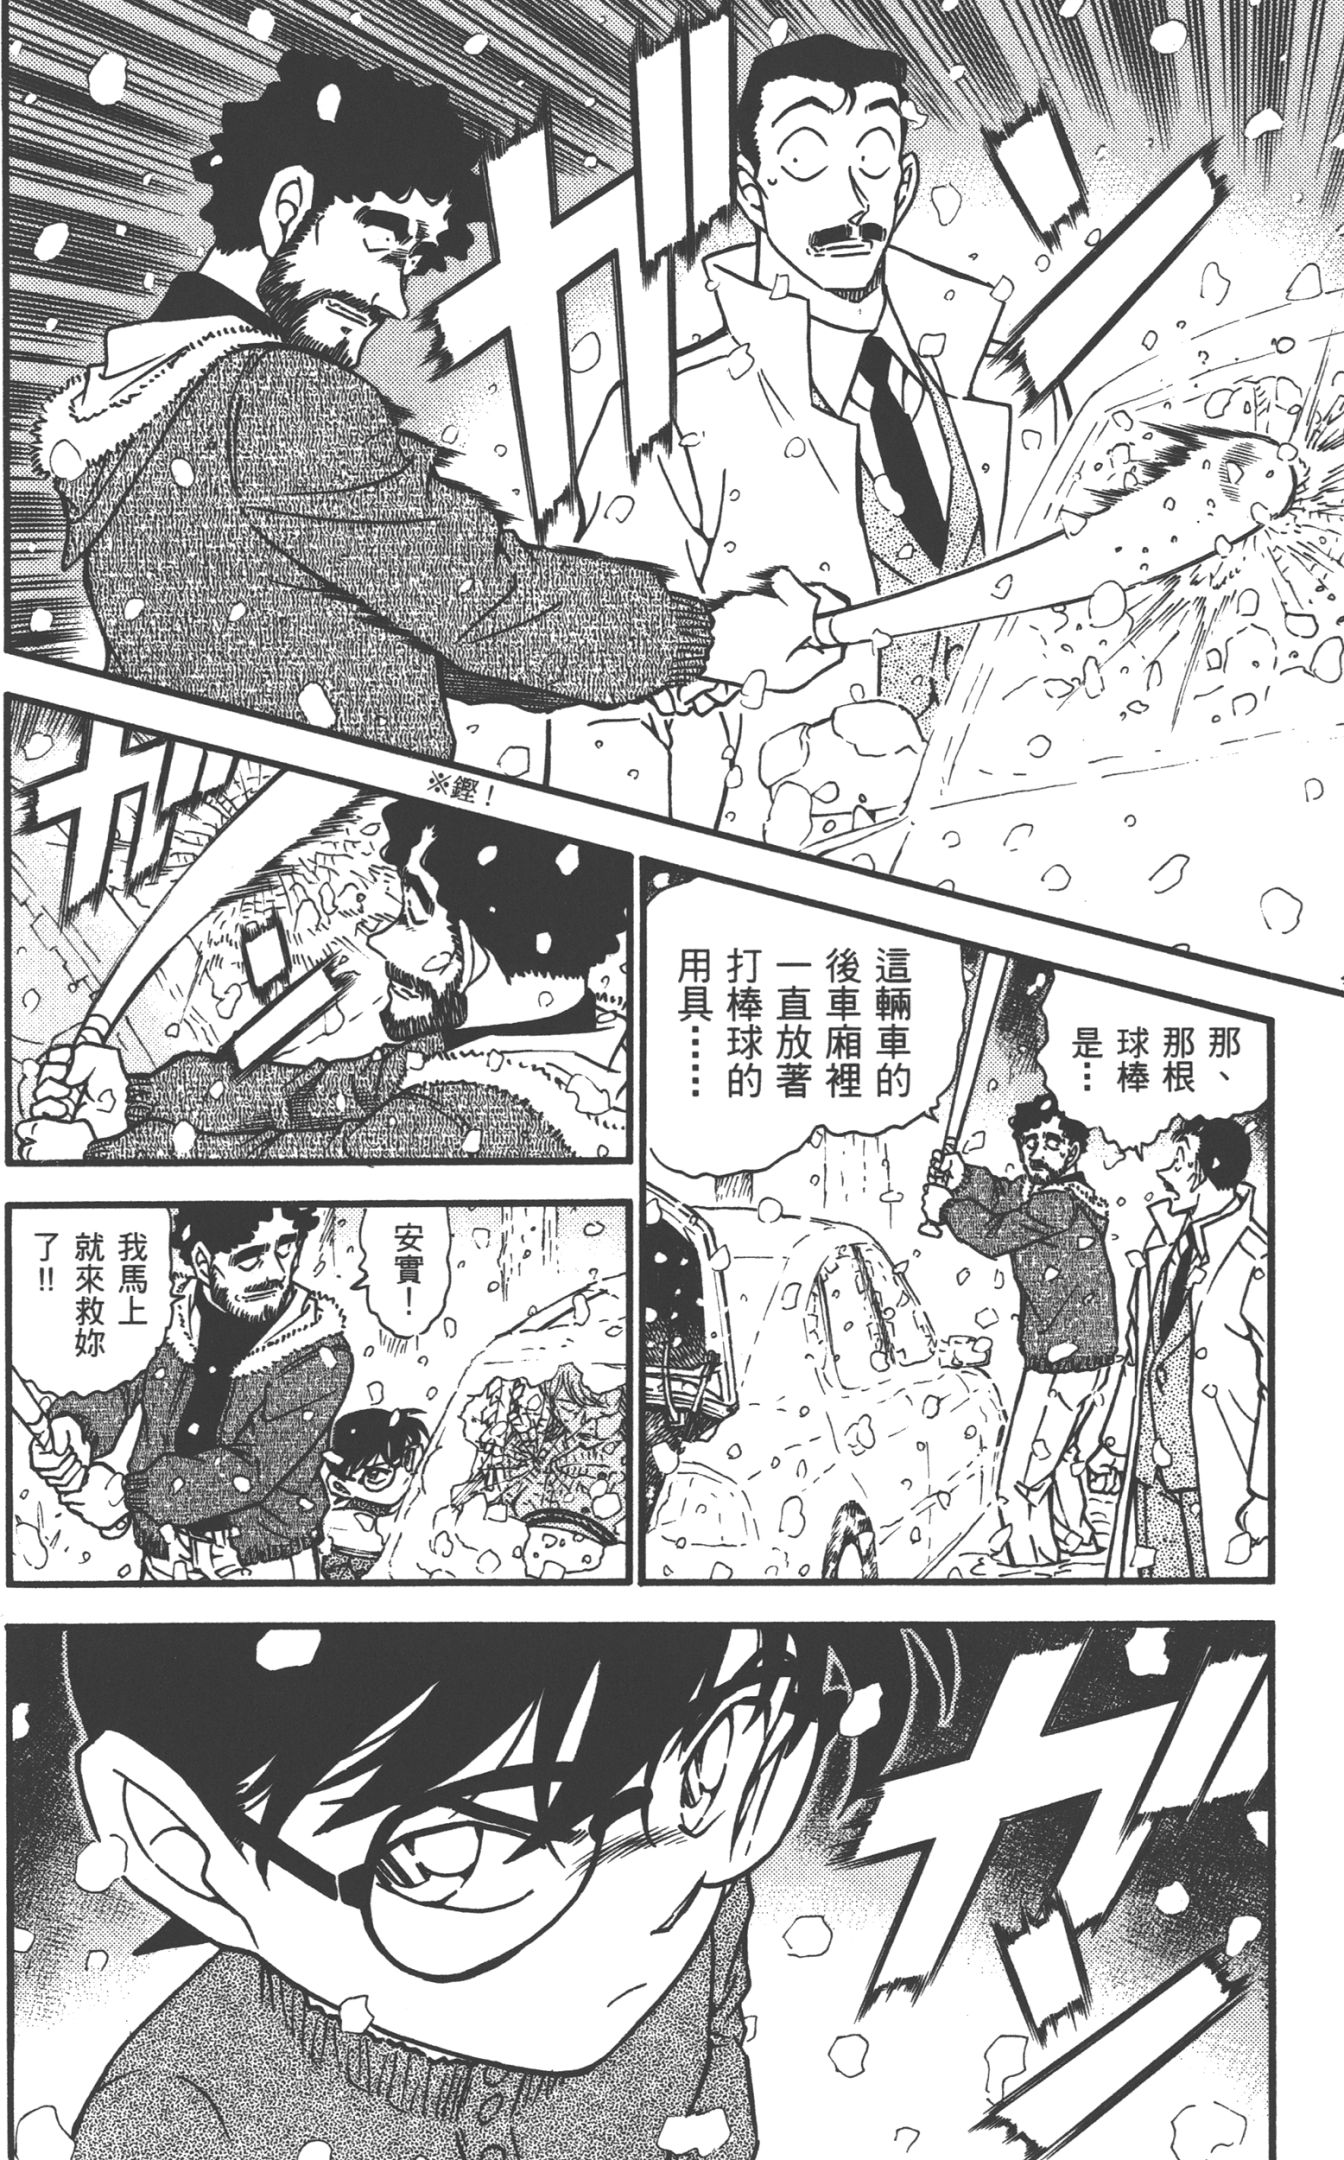 ガガッ
※鏗！
那、
那根
球棒
是…
這輛車的
後車廂裡
一直放著
打棒球的
用具……
ガッ
安實！
我馬上
就來救妳
了!!
ガッ